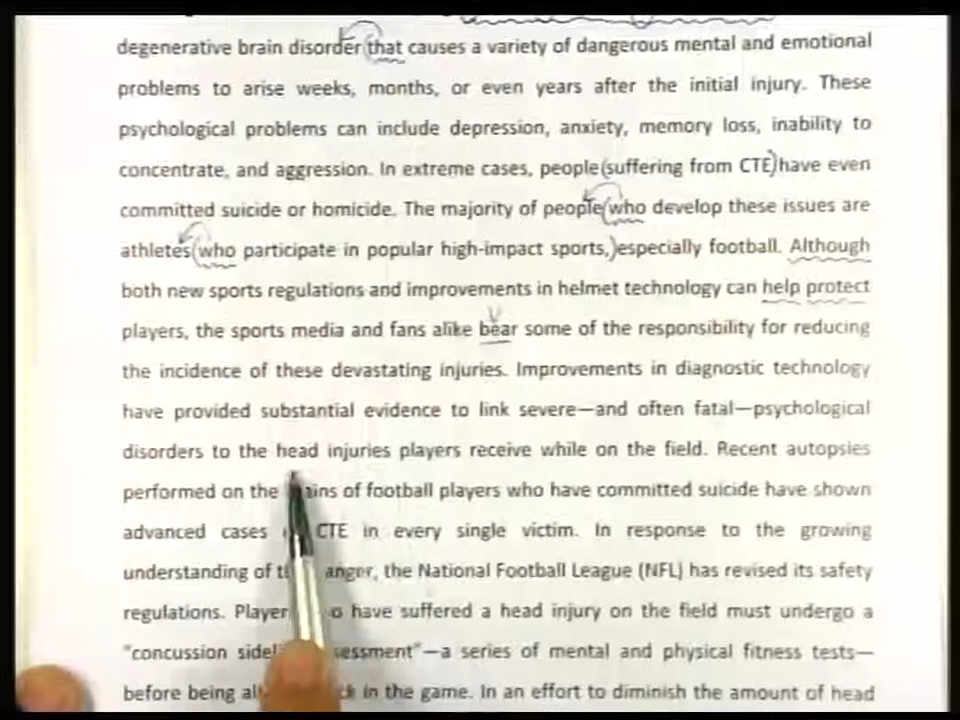 degenerative brain disorder that causes a variety of dangerous mental and emotional
problems to arise weeks, months, or even years after the initial injury. These
psychological problems can include depression, anxiety, memory loss, inability to
concentrate, and aggression. In extreme cases, people (suffering from CTE) have even
committed suicide or homicide. The majority of people (who develop these issues are
athletes (who participate in popular high-impact sports,) especially football. Although
both new sports regulations and improvements in helmet technology can help protect
players, the sports media and fans alike bear some of the responsibility for reducing
the incidence of these devastating injuries. Improvements in diagnostic technology
have provided substantial evidence to link severe—and often fatal—psychological
disorders to the head injuries players receive while on the field. Recent autopsies
performed on the of football players who have committed suicide have shown
advanced cases CTE in every single victim. In response to the growing
understanding of the National Football League (NFL) has revised its safety
regulations. have suffered a head injury on the field must undergo a
"concussion —a series of mental and physical fitness tests—
before being in the game. In an effort to diminish the amount of head